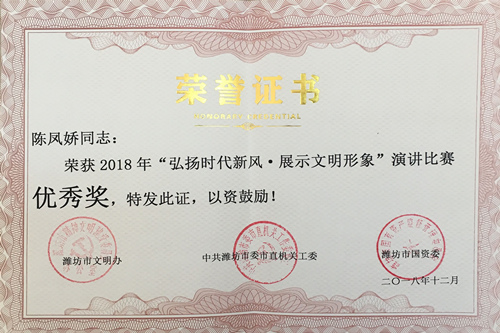 荣誉证书
HONORARY CREDENTIAL
陈凤娇同志：
荣获2018年“弘扬时代新风·展示文明形象”演讲比赛
优秀奖，特发此证，以资鼓励！
潍坊市文明办
中共潍坊市委市直机关工委
潍坊市国资委
二〇一八年十二月